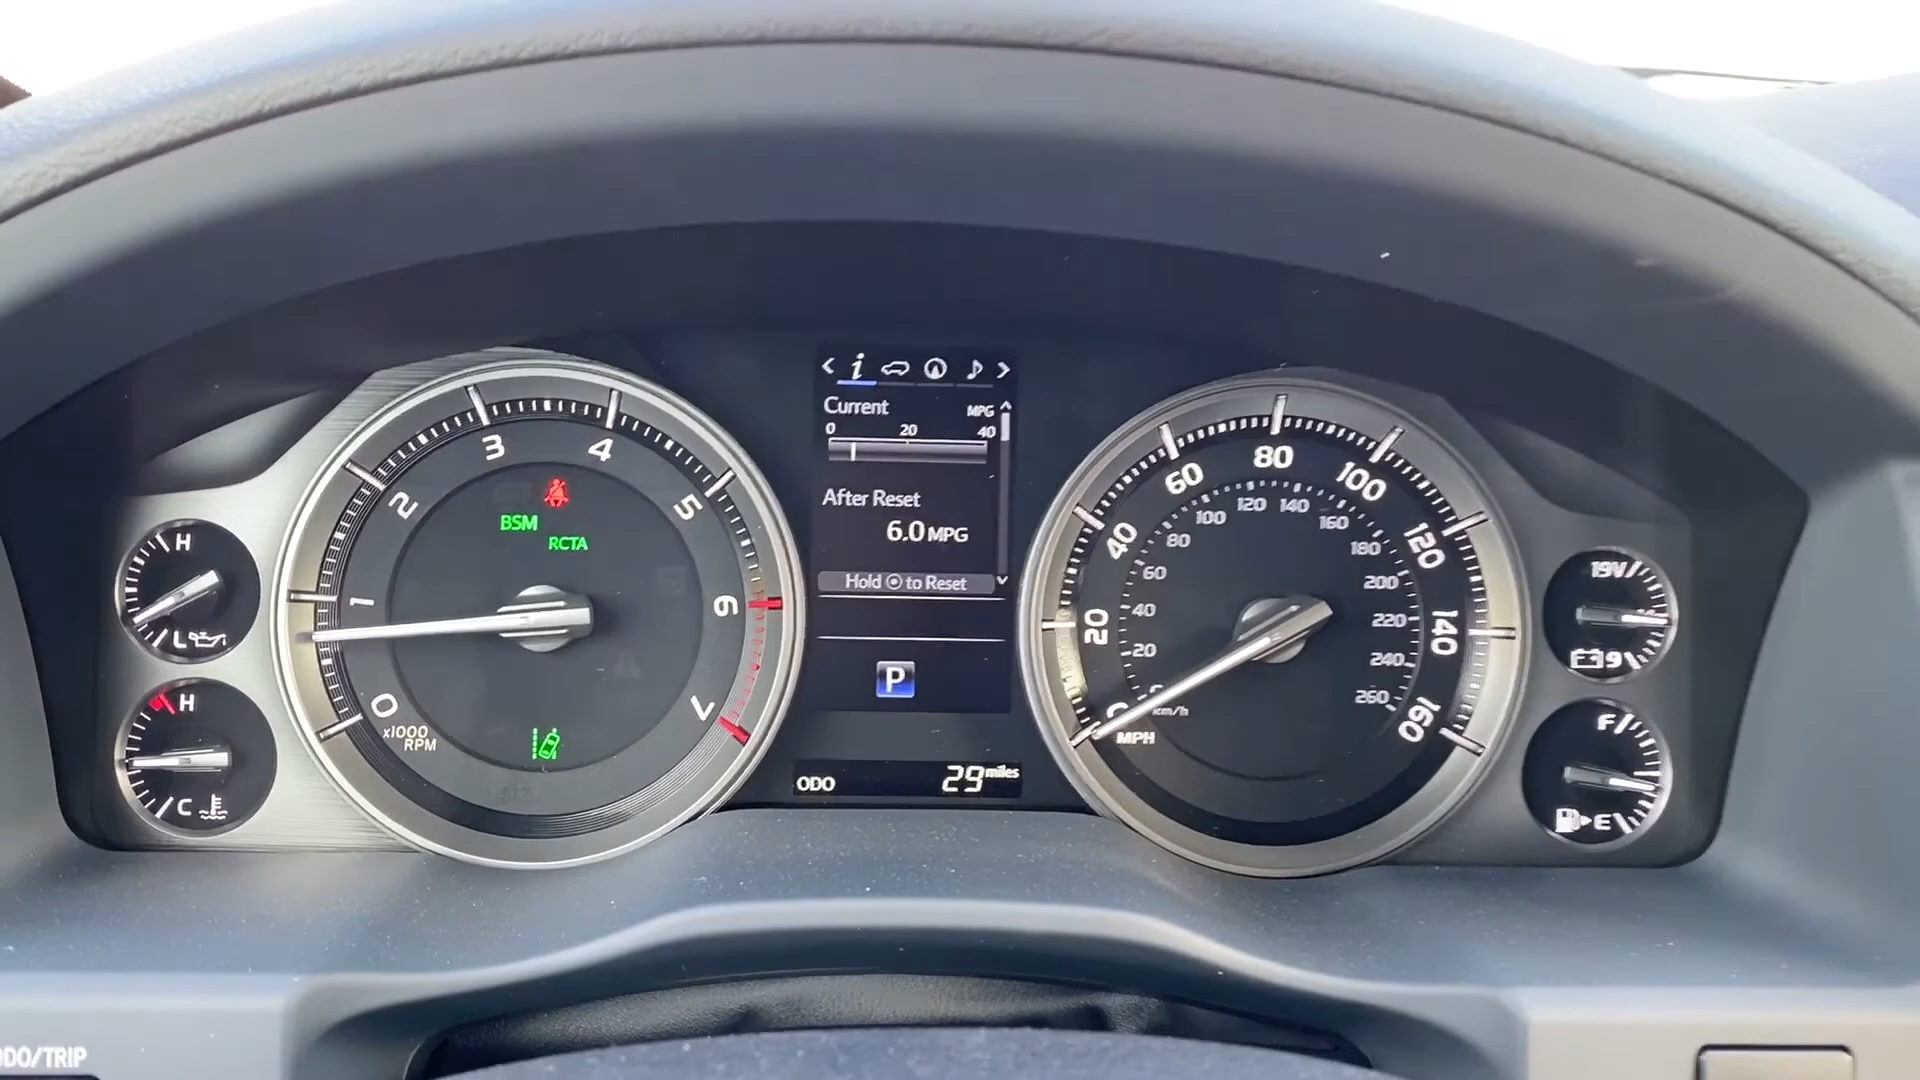 H
L
H
C
0
1
2
3
4
5
6
7
x1000
RPM
BSM
RCTA
i
Current MPG
0 20 40
After Reset
6.0 MPG
Hold to Reset
P
ODO 29 miles
20
40
60
80
100
120
140
160
MPH
20
40
60
80
100
120
140
160
180
200
220
240
260
km/h
19V
9
F
E
ODO/TRIP